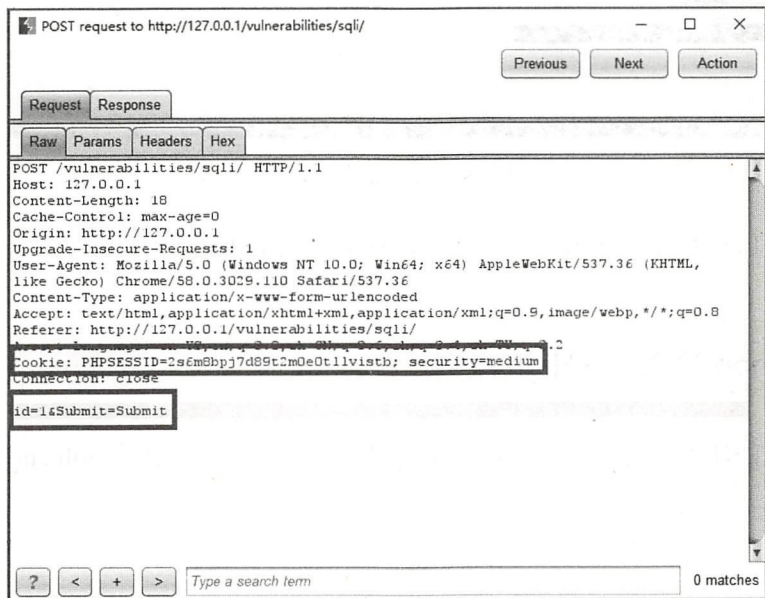 POST request to http://127.0.0.1/vulnerabilities/sqli/
Previous Next Action
Request Response
Raw Params Headers Hex
POST /vulnerabilities/sqli/ HTTP/1.1
Host: 127.0.0.1
Content-Length: 18
Cache-Control: max-age=0
Origin: http://127.0.0.1
Upgrade-Insecure-Requests: 1
User-Agent: Mozilla/5.0 (Windows NT 10.0; Win64; x64) AppleWebKit/537.36 (KHTML,
like Gecko) Chrome/58.0.3029.110 Safari/537.36
Content-Type: application/x-www-form-urlencoded
Accept: text/html,application/xhtml+xml,application/xml;q=0.9,image/webp,*/*;q=0.8
Referer: http://127.0.0.1/vulnerabilities/sqli/
Cookie: PHPSESSID=2s6m8bpj7d89t2m0e0tllvistb; security=medium
Connection: close
id=1&Submit=Submit
? < + > Type a search term 0 matches